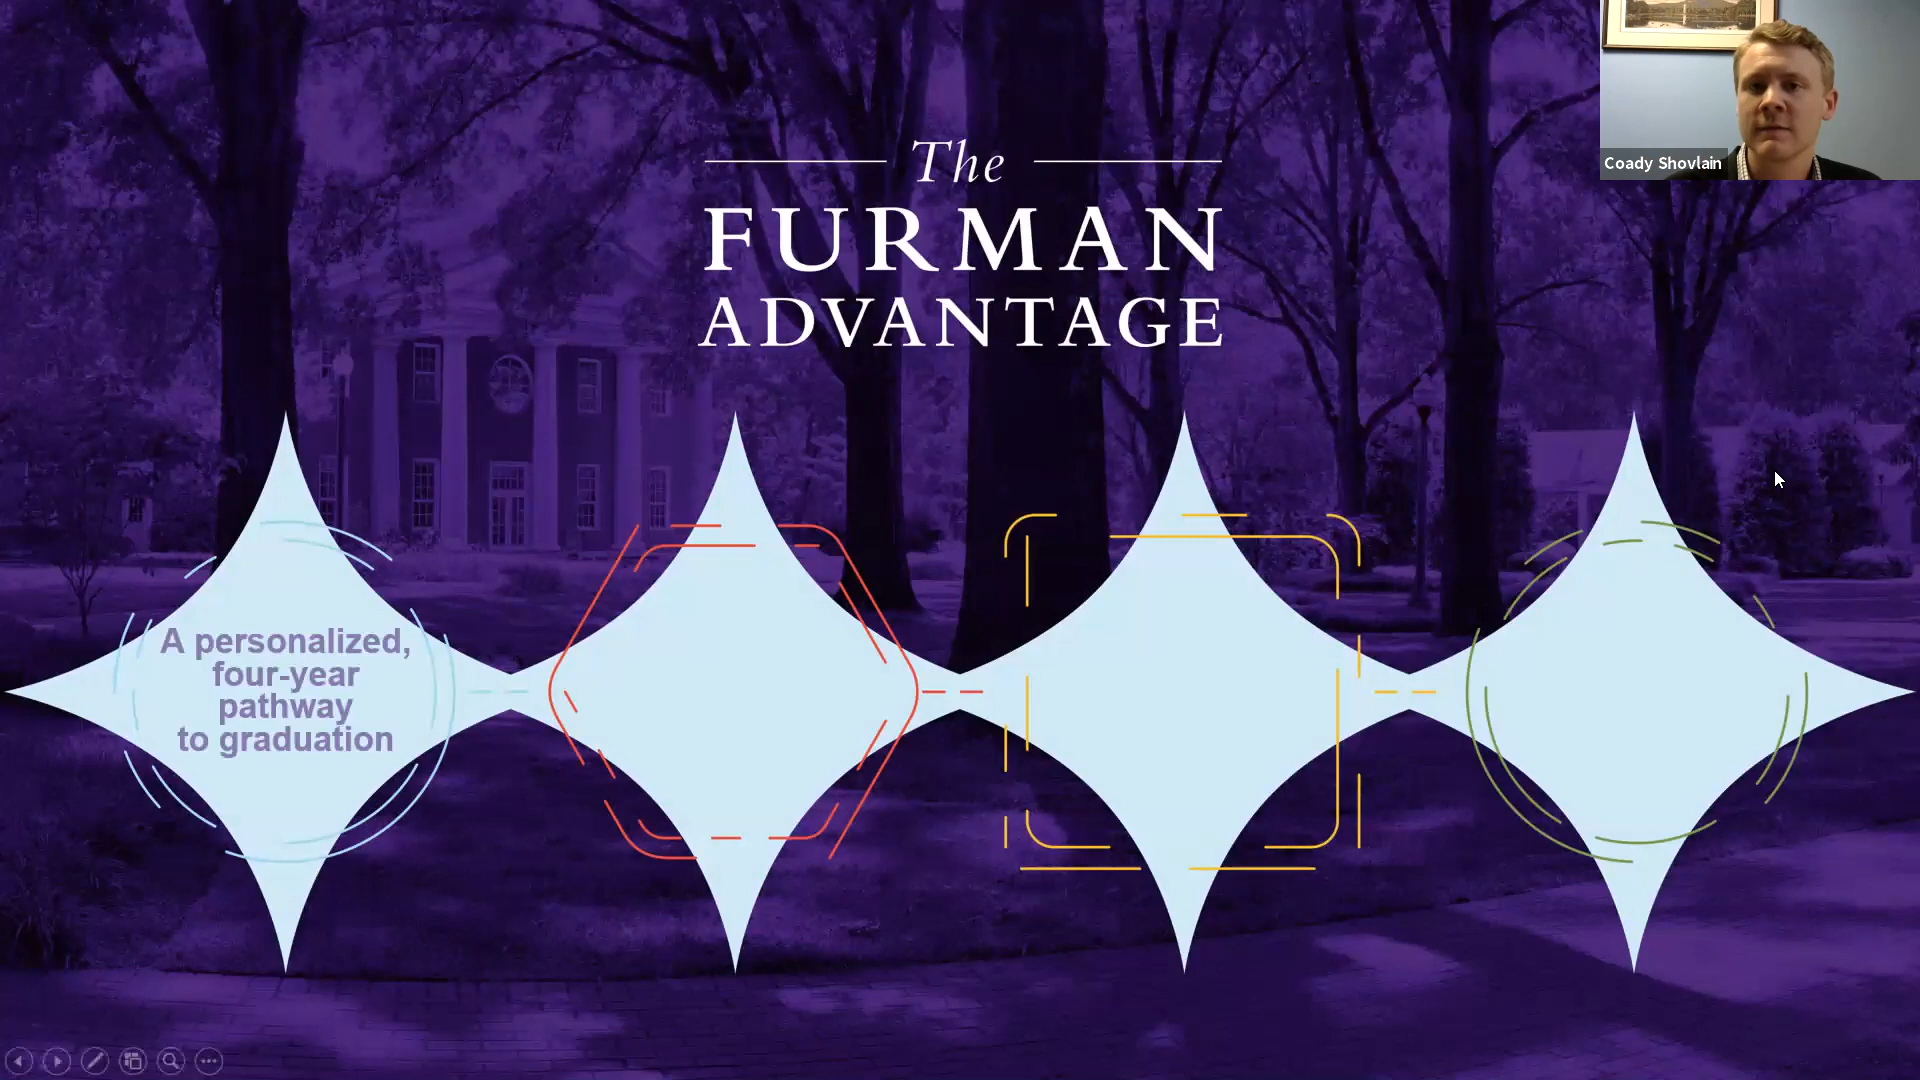 The
FURMAN
ADVANTAGE
Coady Shovlain
A personalized,
four-year
pathway
to graduation